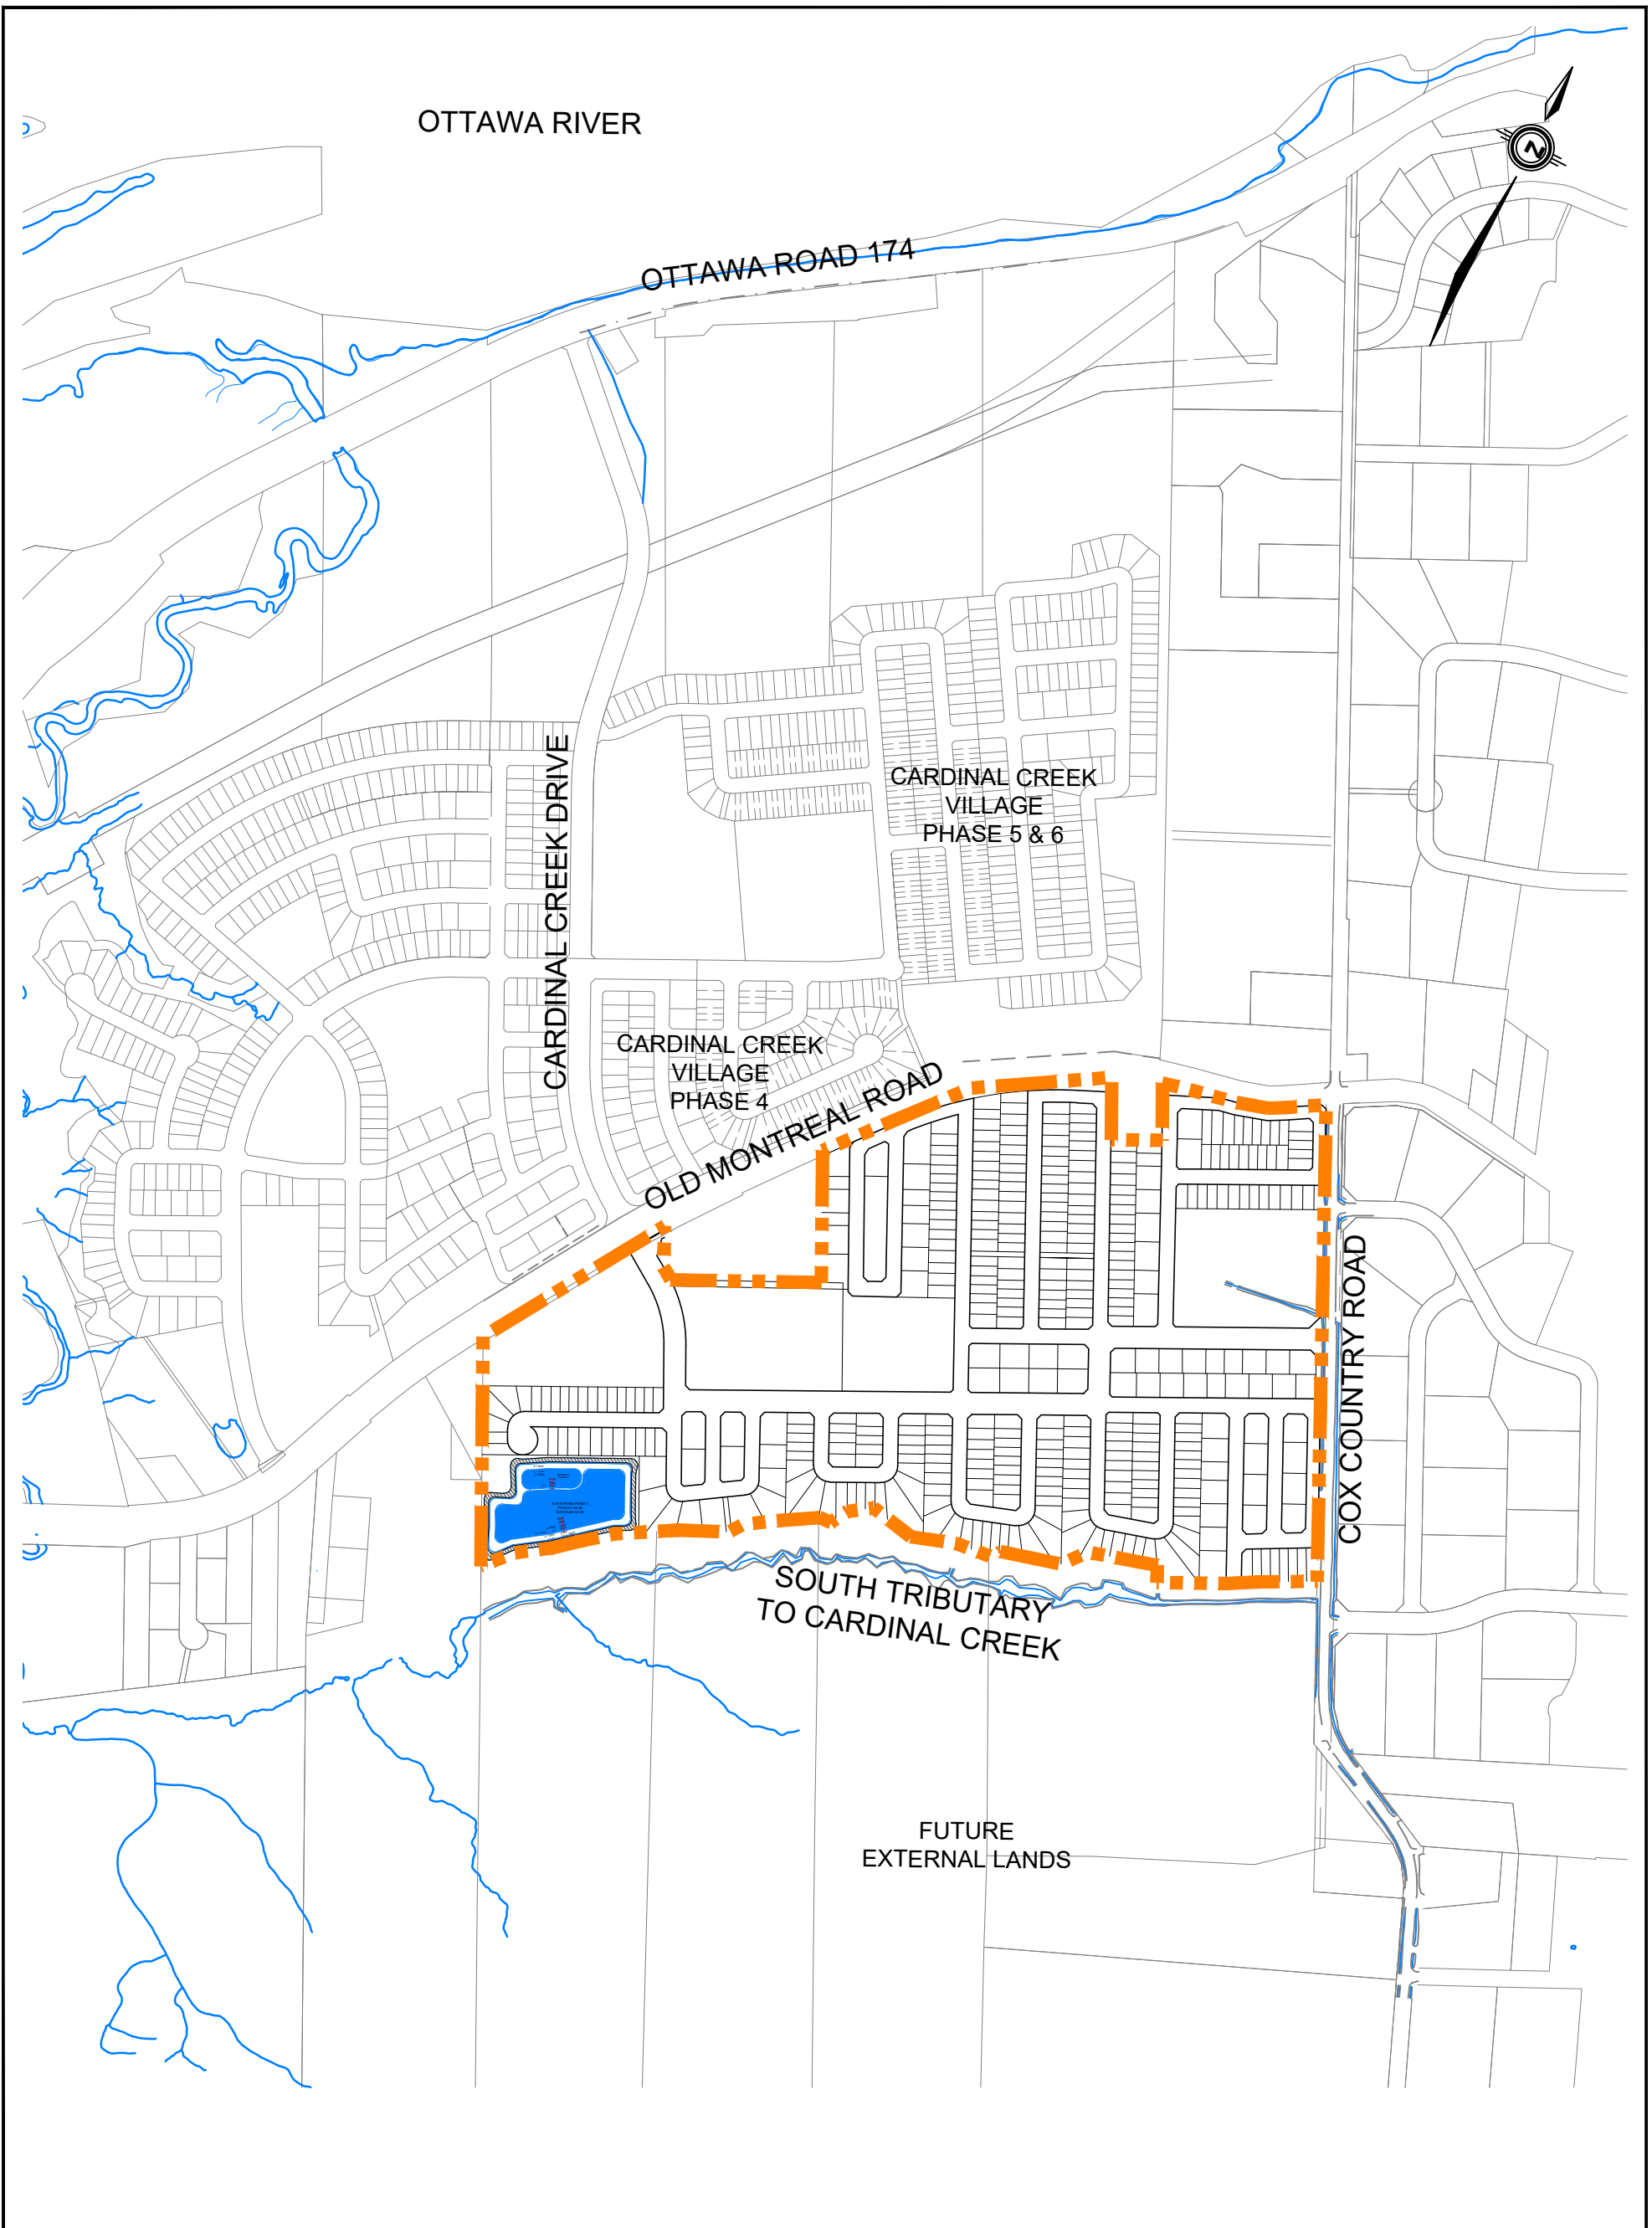 OTTAWA RIVER
N
OTTAWA ROAD 174
CARDINAL CREEK DRIVE
CARDINAL CREEK
VILLAGE
PHASE 5 & 6
CARDINAL CREEK
VILLAGE
PHASE 4
OLD MONTREAL ROAD
COX COUNTRY ROAD
SOUTH TRIBUTARY
TO CARDINAL CREEK
FUTURE
EXTERNAL LANDS